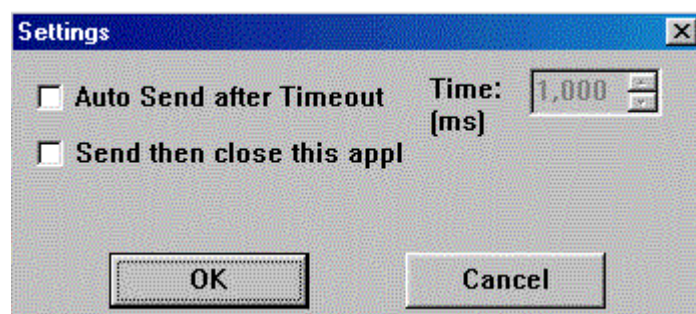 Settings
Auto Send after Timeout
Time: 1,000
(ms)
Send then close this appl
OK Cancel